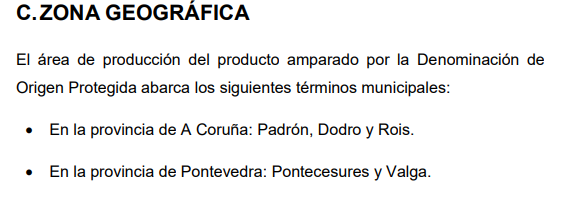 C. ZONA GEOGRÁFICA
El área de producción del producto amparado por la Denominación de
Origen Protegida abarca los siguientes términos municipales:
• En la provincia de A Coruña: Padrón, Dodro y Rois.
• En la provincia de Pontevedra: Pontecesures y Valga.